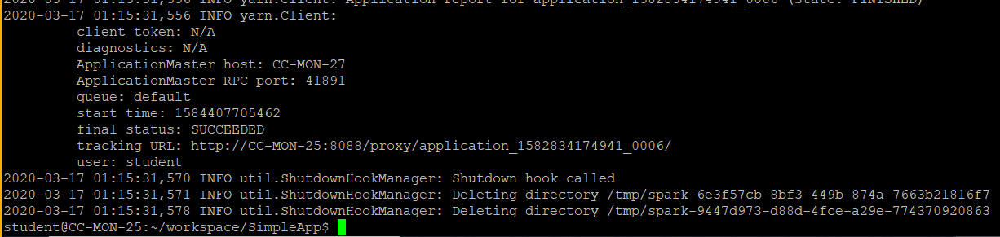 2020-03-17 01:15:31,556 INFO yarn.Client: Application report for application_1582834174941_0006 (state: FINISHED)
2020-03-17 01:15:31,556 INFO yarn.Client:
client token: N/A
diagnostics: N/A
ApplicationMaster host: CC-MON-27
ApplicationMaster RPC port: 41891
queue: default
start time: 1584407705462
final status: SUCCEEDED
tracking URL: http://CC-MON-25:8088/proxy/application_1582834174941_0006/
user: student
2020-03-17 01:15:31,570 INFO util.ShutdownHookManager: Shutdown hook called
2020-03-17 01:15:31,571 INFO util.ShutdownHookManager: Deleting directory /tmp/spark-6e3f57cb-8bf3-449b-874a-7663b21816f7
2020-03-17 01:15:31,578 INFO util.ShutdownHookManager: Deleting directory /tmp/spark-9447d973-d88d-4fce-a29e-774370920863
student@CC-MON-25:~/workspace/SimpleApp$